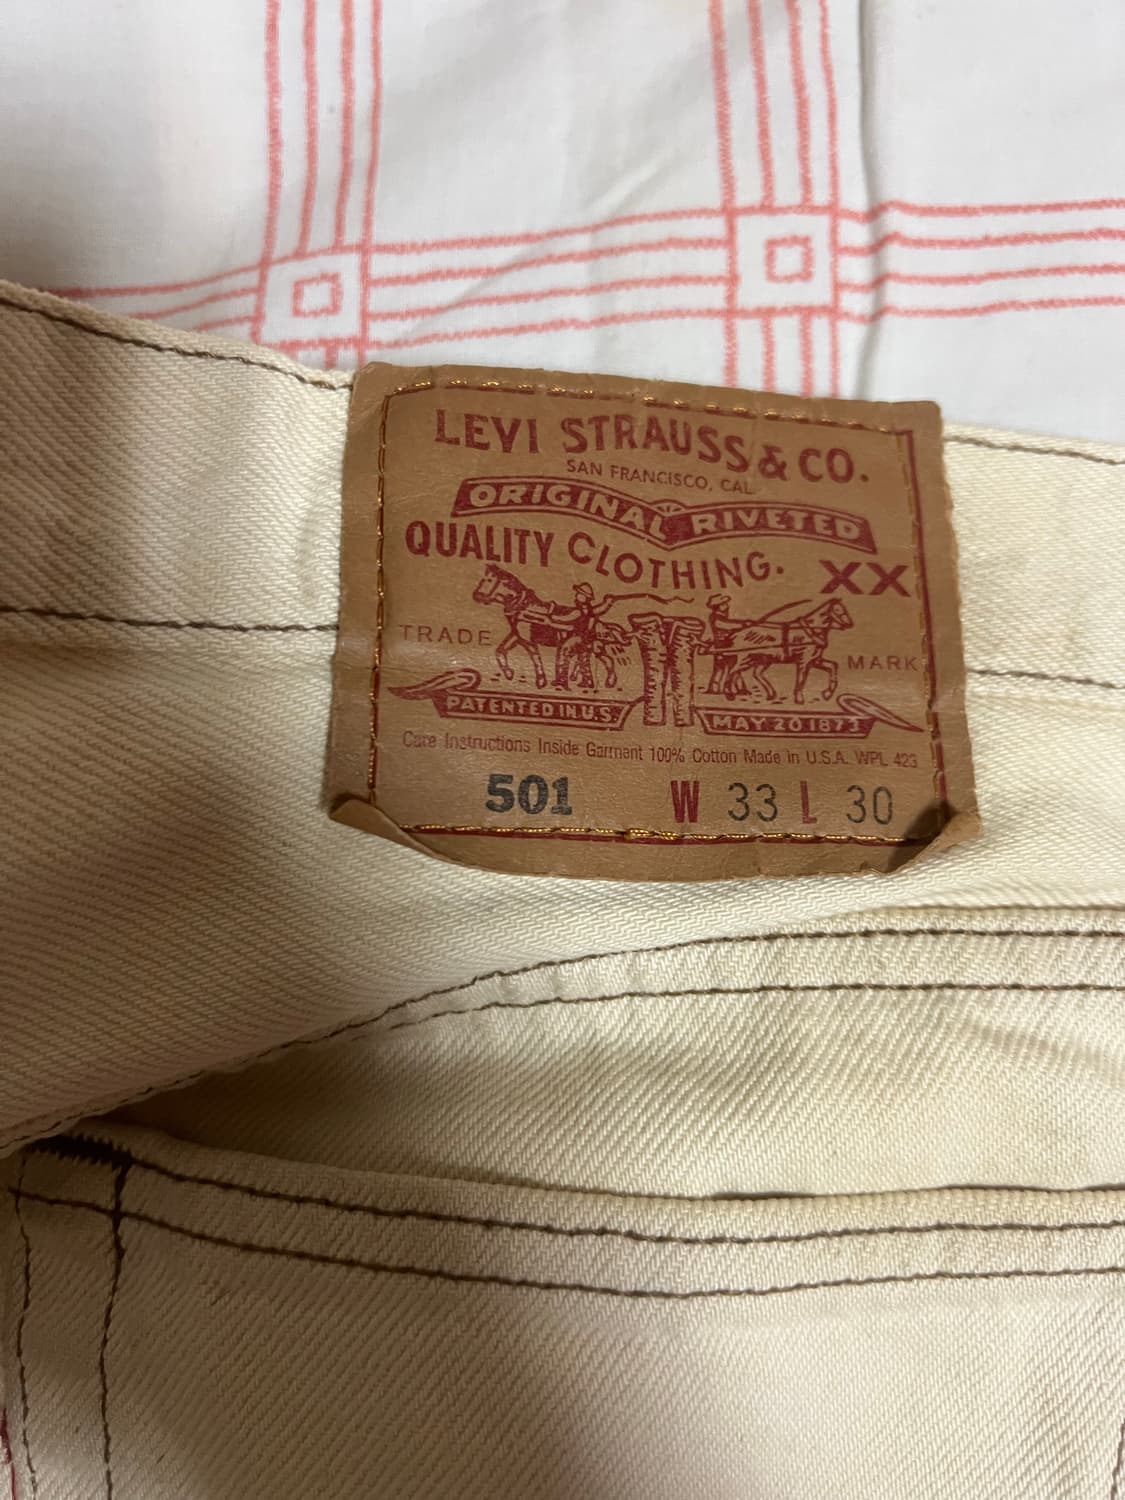 LEVI STRAUSS & CO.
SAN FRANCISCO, CAL
ORIGINAL RIVETED
QUALITY CLOTHING. XX
TRADE MARK
PATENTED IN U.S. MAY 20 1873
Care Instructions Inside Garment 100% Cotton Made in U.S.A. WPL 423
501 W 33 L 30